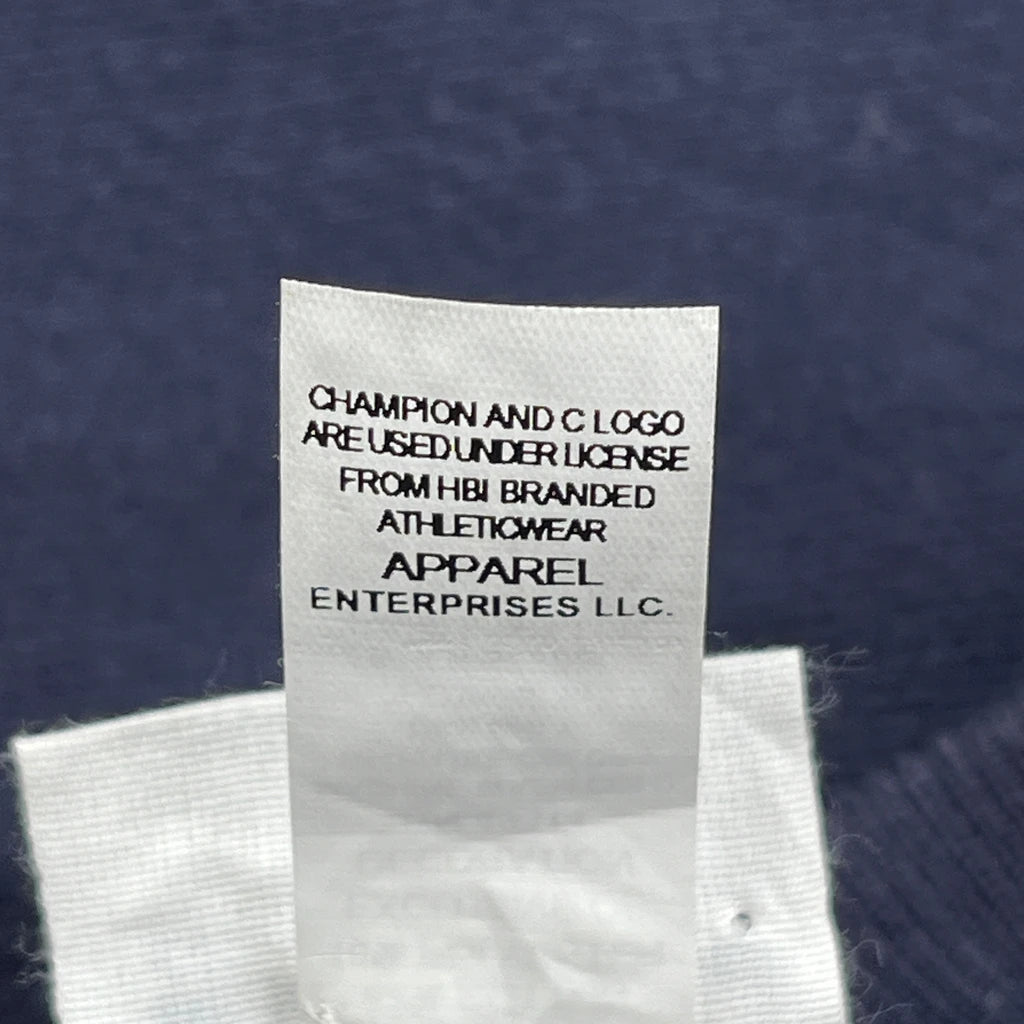 CHAMPION AND C LOGO
ARE USED UNDER LICENSE
FROM HBI BRANDED
ATHLETICWEAR
APPAREL
ENTERPRISES LLC.